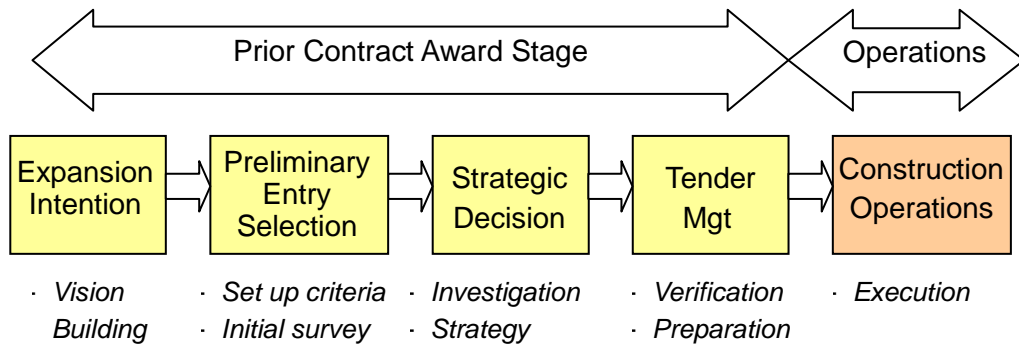 Prior Contract Award Stage
Operations
Expansion
Intention
Preliminary
Entry
Selection
Strategic
Decision
Tender
Mgt
Construction
Operations
· Vision
Building
· Set up criteria
· Initial survey
· Investigation
· Strategy
· Verification
· Preparation
· Execution